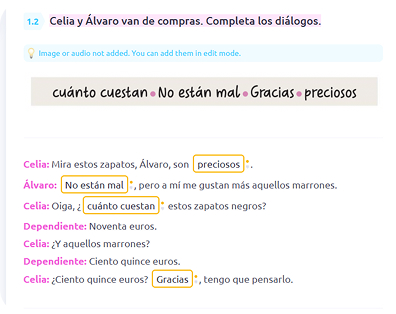 1.2 Celia y Álvaro van de compras. Completa los diálogos.
Image or audio not added. You can add them in edit mode.
cuánto cuestan • No están mal • Gracias • preciosos
Celia: Mira estos zapatos, Álvaro, son preciosos .
Álvaro: No están mal , pero a mí me gustan más aquellos marrones.
Celia: Oiga, ¿ cuánto cuestan estos zapatos negros?
Dependiente: Noventa euros.
Celia: ¿Y aquellos marrones?
Dependiente: Ciento quince euros.
Celia: ¿Ciento quince euros? Gracias , tengo que pensarlo.